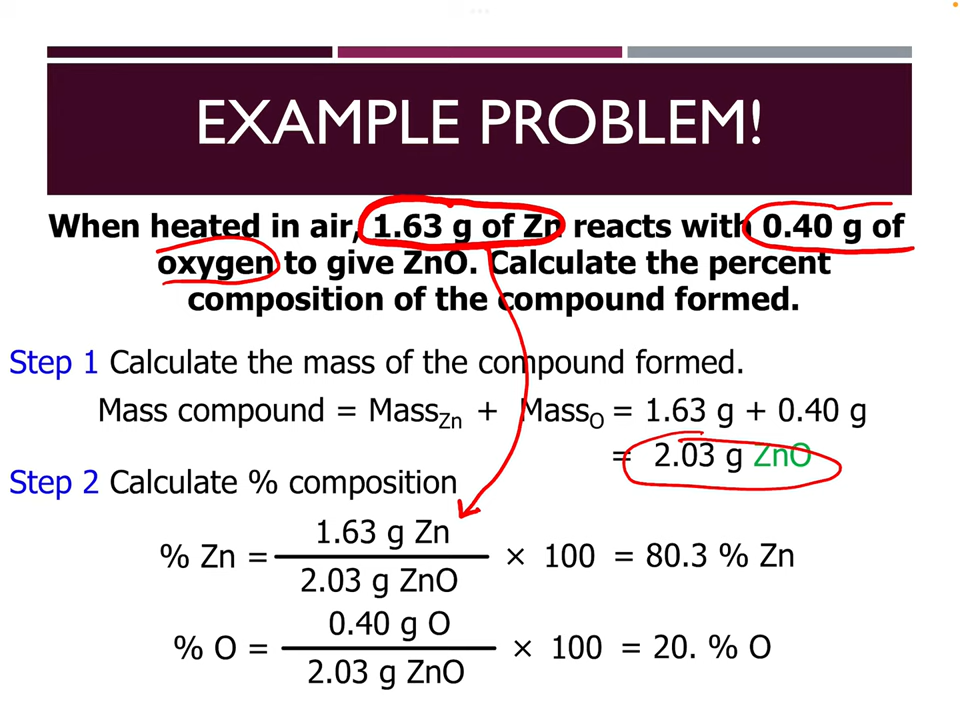 EXAMPLE PROBLEM!
When heated in air, 1.63 g of Zn reacts with 0.40 g of
oxygen to give ZnO. Calculate the percent
composition of the compound formed.
Step 1 Calculate the mass of the compound formed.
Mass compound = Mass_Zn + Mass_O = 1.63 g + 0.40 g
= 2.03 g ZnO
Step 2 Calculate % composition
1.63 g Zn
% Zn = × 100 = 80.3 % Zn
2.03 g ZnO
0.40 g O
% O = × 100 = 20. % O
2.03 g ZnO